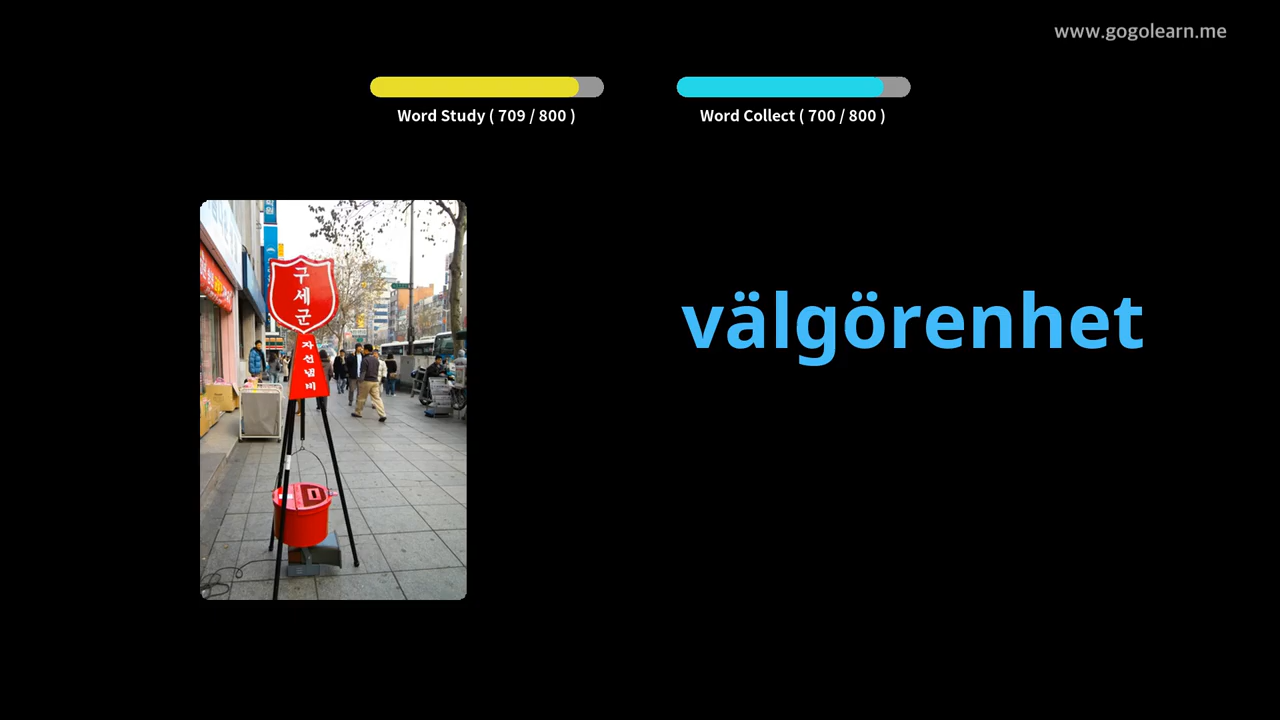 www.gogolearn.me
Word Study ( 709 / 800 )
Word Collect ( 700 / 800 )
구
세
군
자
선
냄
비
välgörenhet